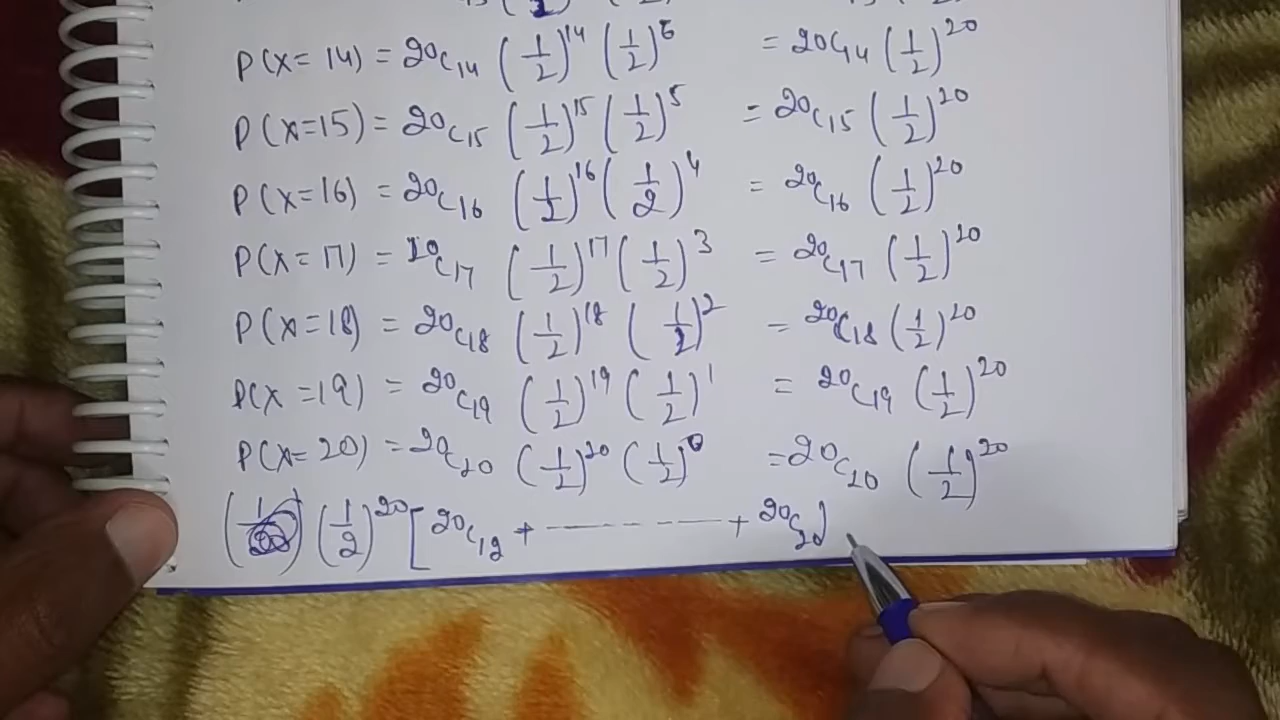 P(X=14) = 20C14 (1/2)^14 (1/2)^6 = 20C14 (1/2)^20
P(X=15) = 20C15 (1/2)^15 (1/2)^5 = 20C15 (1/2)^20
P(X=16) = 20C16 (1/2)^16 (1/2)^4 = 20C16 (1/2)^20
P(X=17) = 20C17 (1/2)^17 (1/2)^3 = 20C17 (1/2)^20
P(X=18) = 20C18 (1/2)^18 (1/2)^2 = 20C18 (1/2)^20
P(X=19) = 20C19 (1/2)^19 (1/2)^1 = 20C19 (1/2)^20
P(X=20) = 20C20 (1/2)^20 (1/2)^0 = 20C20 (1/2)^20
(1/2)^20 [20C12 + ------- + 20C20]